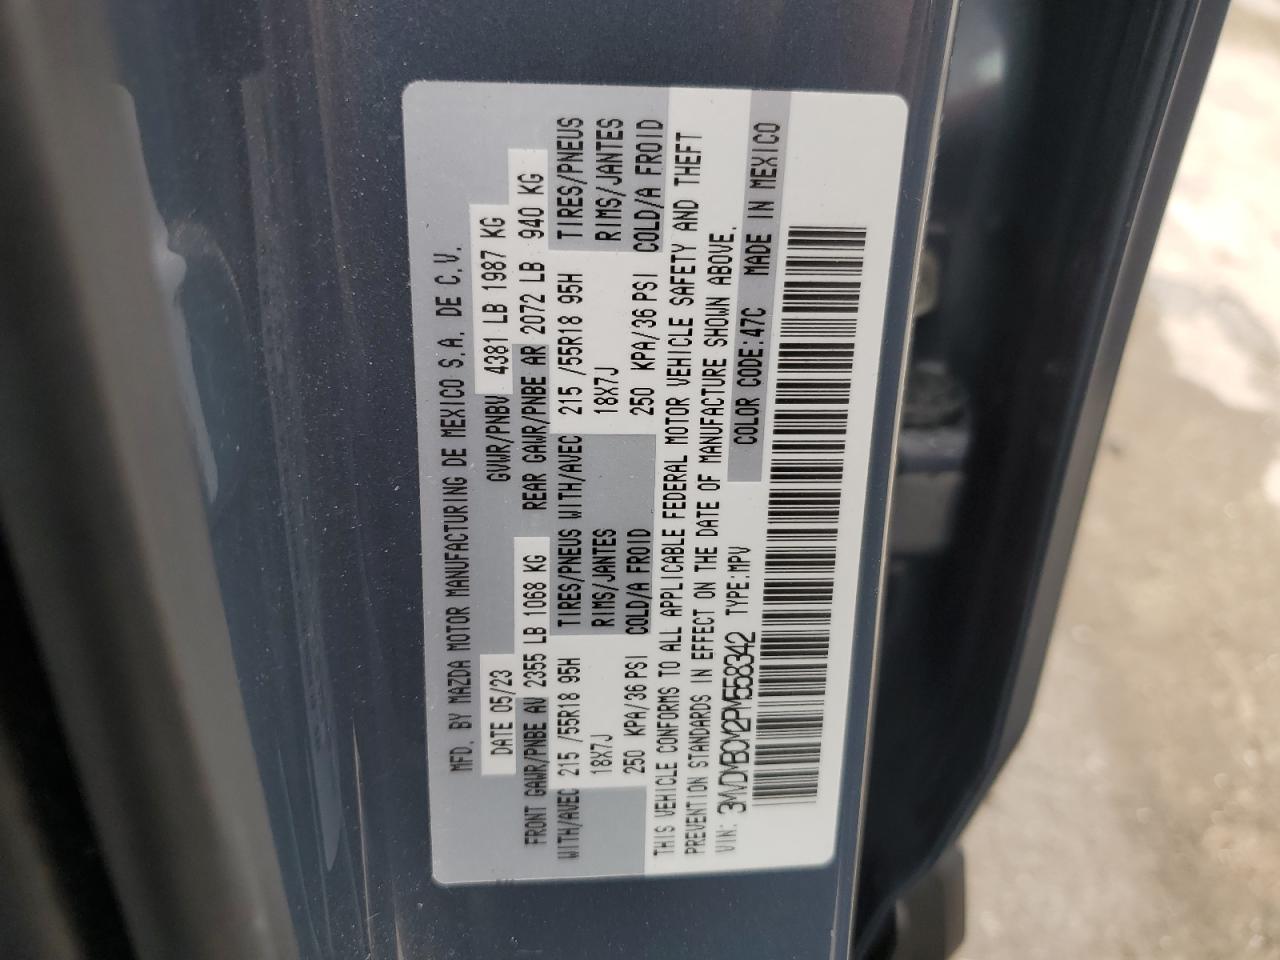 MFD. BY MAZDA MOTOR MANUFACTURING DE MEXICO S.A. DE C.V.
DATE 05/23 GVWR/PNBV 4381 LB 1987 KG
FRONT GAWR/PNBE AV 2355 LB 1068 KG REAR GAWR/PNBE AR 2072 LB 940 KG
WITH/AVEC 215 /55R18 95H TIRES/PNEUS WITH/AVEC 215 /55R18 95H TIRES/PNEUS
18X7J RIMS/JANTES 18X7J RIMS/JANTES
250 KPA/36 PSI COLD/A FROID 250 KPA/36 PSI COLD/A FROID
THIS VEHICLE CONFORMS TO ALL APPLICABLE FEDERAL MOTOR VEHICLE SAFETY AND THEFT
PREVENTION STANDARDS IN EFFECT ON THE DATE OF MANUFACTURE SHOWN ABOVE.
VIN: 3MVDMBCM2PM558342 TYPE:MPV COLOR CODE:47C MADE IN MEXICO